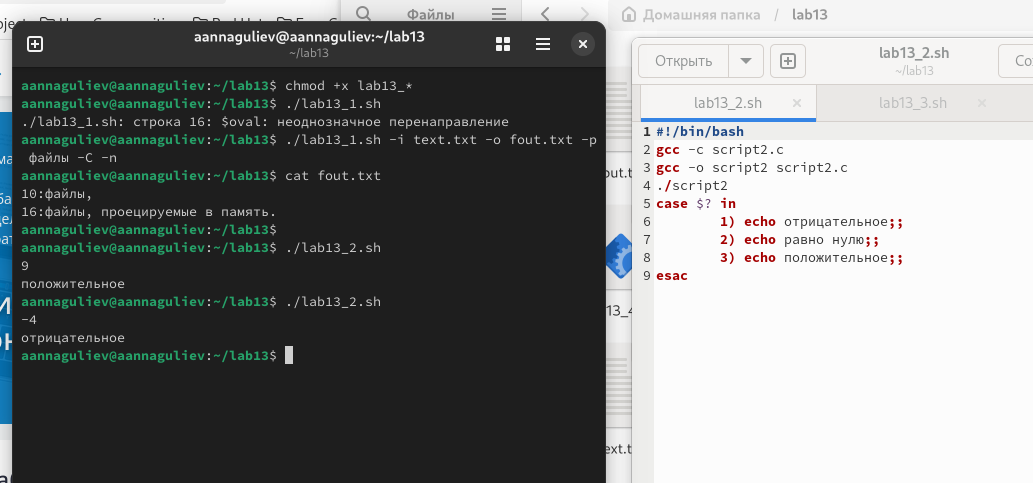 Файлы
Домашняя папка / lab13
aannaguliev@aannaguliev:~/lab13
~/lab13
aannaguliev@aannaguliev:~/lab13$ chmod +x lab13_*
aannaguliev@aannaguliev:~/lab13$ ./lab13_1.sh
./lab13_1.sh: строка 16: $oval: неоднозначное перенаправление
aannaguliev@aannaguliev:~/lab13$ ./lab13_1.sh -i text.txt -o fout.txt -p
файлы -C -n
aannaguliev@aannaguliev:~/lab13$ cat fout.txt
10:файлы,
16:файлы, проецируемые в память.
aannaguliev@aannaguliev:~/lab13$
aannaguliev@aannaguliev:~/lab13$ ./lab13_2.sh
9
положительное
aannaguliev@aannaguliev:~/lab13$ ./lab13_2.sh
-4
отрицательное
aannaguliev@aannaguliev:~/lab13$
out.t
13_4
ext.t
Открыть
lab13_2.sh
~/lab13
Со
lab13_2.sh ×
lab13_3.sh ×
1 #!/bin/bash
2 gcc -c script2.c
3 gcc -o script2 script2.c
4 ./script2
5 case $? in
6 1) echo отрицательное;;
7 2) echo равно нулю;;
8 3) echo положительное;;
9 esac